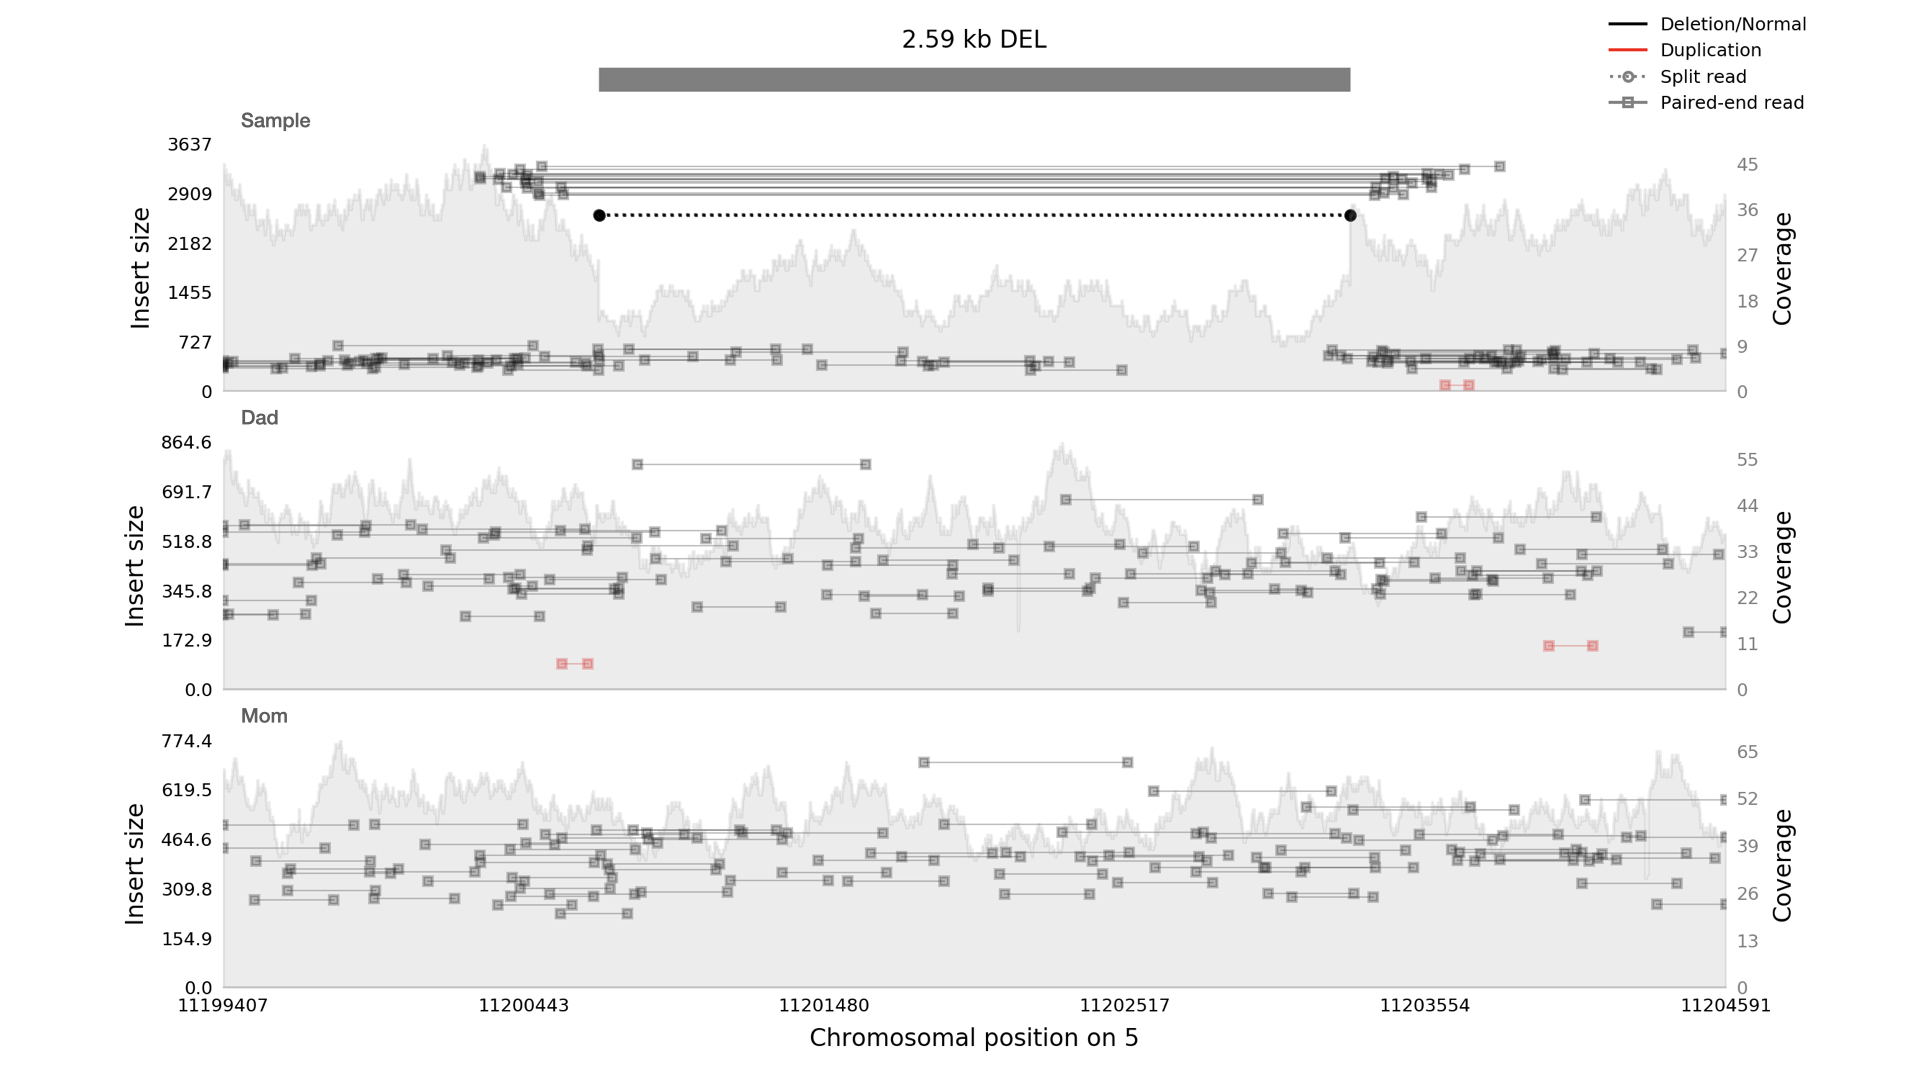 2.59 kb DEL
Deletion/Normal
Duplication
Split read
Paired-end read
Sample
3637
2909
2182
1455
727
0
Insert size
45
36
27
18
9
0
Coverage
Dad
864.6
691.7
518.8
345.8
172.9
0.0
Insert size
55
44
33
22
11
0
Coverage
Mom
774.4
619.5
464.6
309.8
154.9
0.0
Insert size
65
52
39
26
13
0
Coverage
11199407 11200443 11201480 11202517 11203554 11204591
Chromosomal position on 5